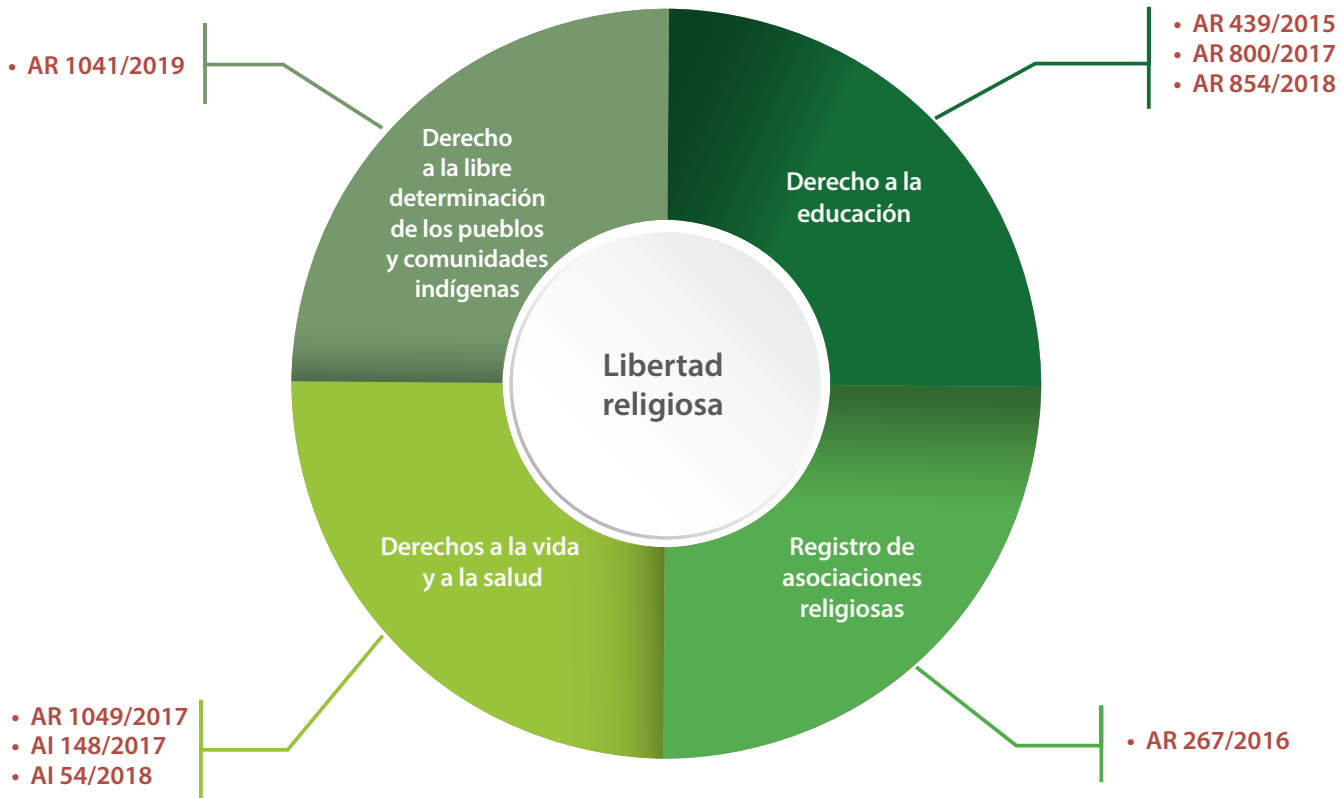 • AR 1041/2019
• AR 439/2015
• AR 800/2017
• AR 854/2018
Derecho
a la libre
determinación
de los pueblos
y comunidades
indígenas
Derecho a la
educación
Libertad
religiosa
Derechos a la vida
y a la salud
Registro de
asociaciones
religiosas
• AR 1049/2017
• AI 148/2017
• AI 54/2018
• AR 267/2016